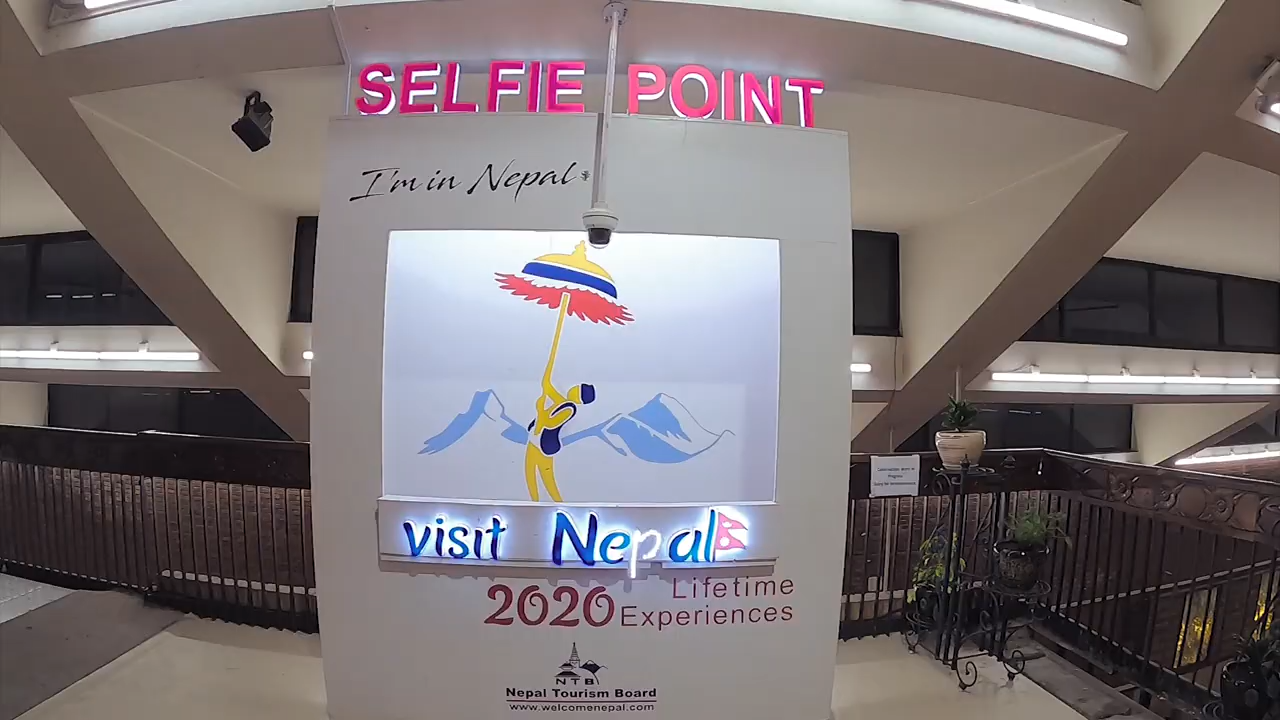 SELFIE POINT
I'm in Nepal
visit Nepal
2020 Lifetime
Experiences
NTB
Nepal Tourism Board
www.welcomenepal.com